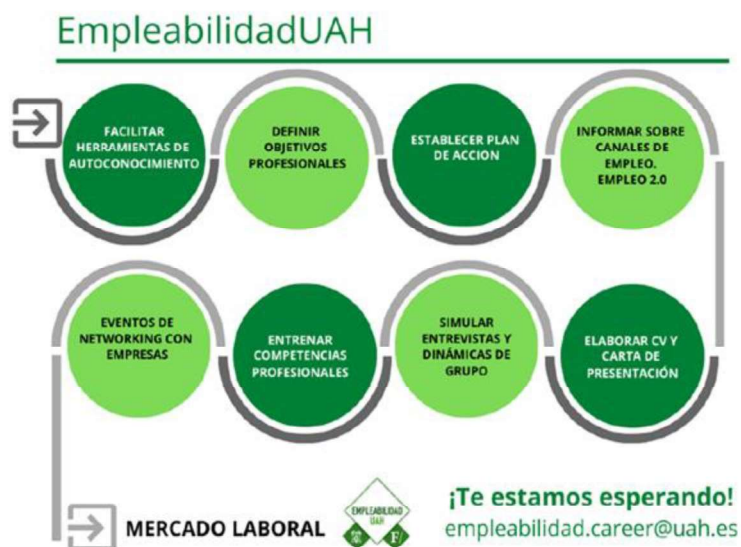 EmpleabilidadUAH
FACILITAR
HERRAMIENTAS DE
AUTOCONOCIMIENTO
DEFINIR
OBJETIVOS
PROFESIONALES
ESTABLECER PLAN
DE ACCION
INFORMAR SOBRE
CANALES DE
EMPLEO.
EMPLEO 2.0
ELABORAR CV Y
CARTA DE
PRESENTACIÓN
SIMULAR
ENTREVISTAS Y
DINÁMICAS DE
GRUPO
ENTRENAR
COMPETENCIAS
PROFESIONALES
EVENTOS DE
NETWORKING CON
EMPRESAS
MERCADO LABORAL
EMPLEABILIDAD
UAH
F
¡Te estamos esperando!
empleabilidad.career@uah.es